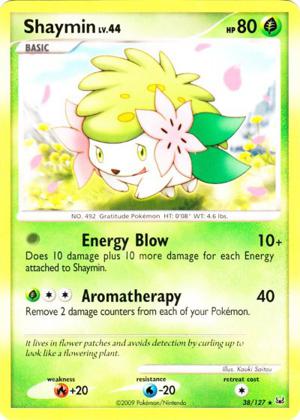 Shaymin LV.44 HP 80
BASIC
NO. 492 Gratitude Pokémon HT: 0'08" WT: 4.6 lbs.
Energy Blow 10+
Does 10 damage plus 10 more damage for each Energy
attached to Shaymin.
Aromatherapy 40
Remove 2 damage counters from each of your Pokémon.
Illus. Kouki Saitou
It lives in flower patches and avoids detection by curling up to
look like a flowering plant.
weakness resistance retreat cost
+20 -20
©2009 Pokémon/Nintendo 38/127